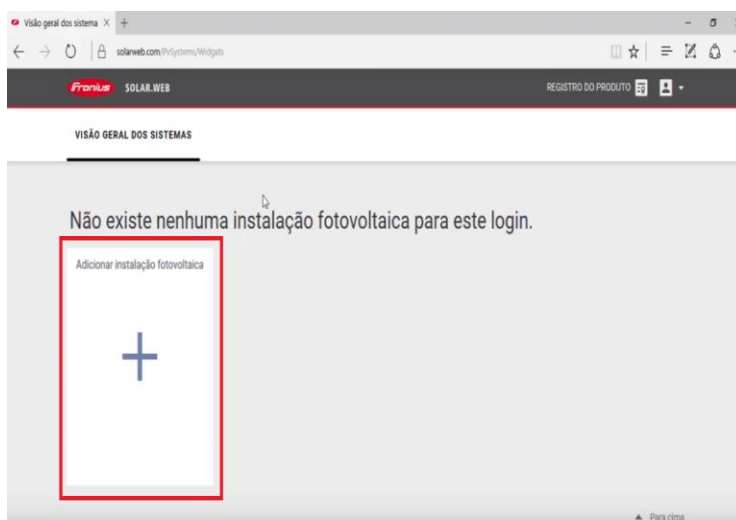 Visão geral dos sistema
solarweb.com/PvSystems/Widgets
Fronius SOLAR.WEB REGISTRO DO PRODUTO
VISÃO GERAL DOS SISTEMAS
Não existe nenhuma instalação fotovoltaica para este login.
Adicionar instalação fotovoltaica
Para cima